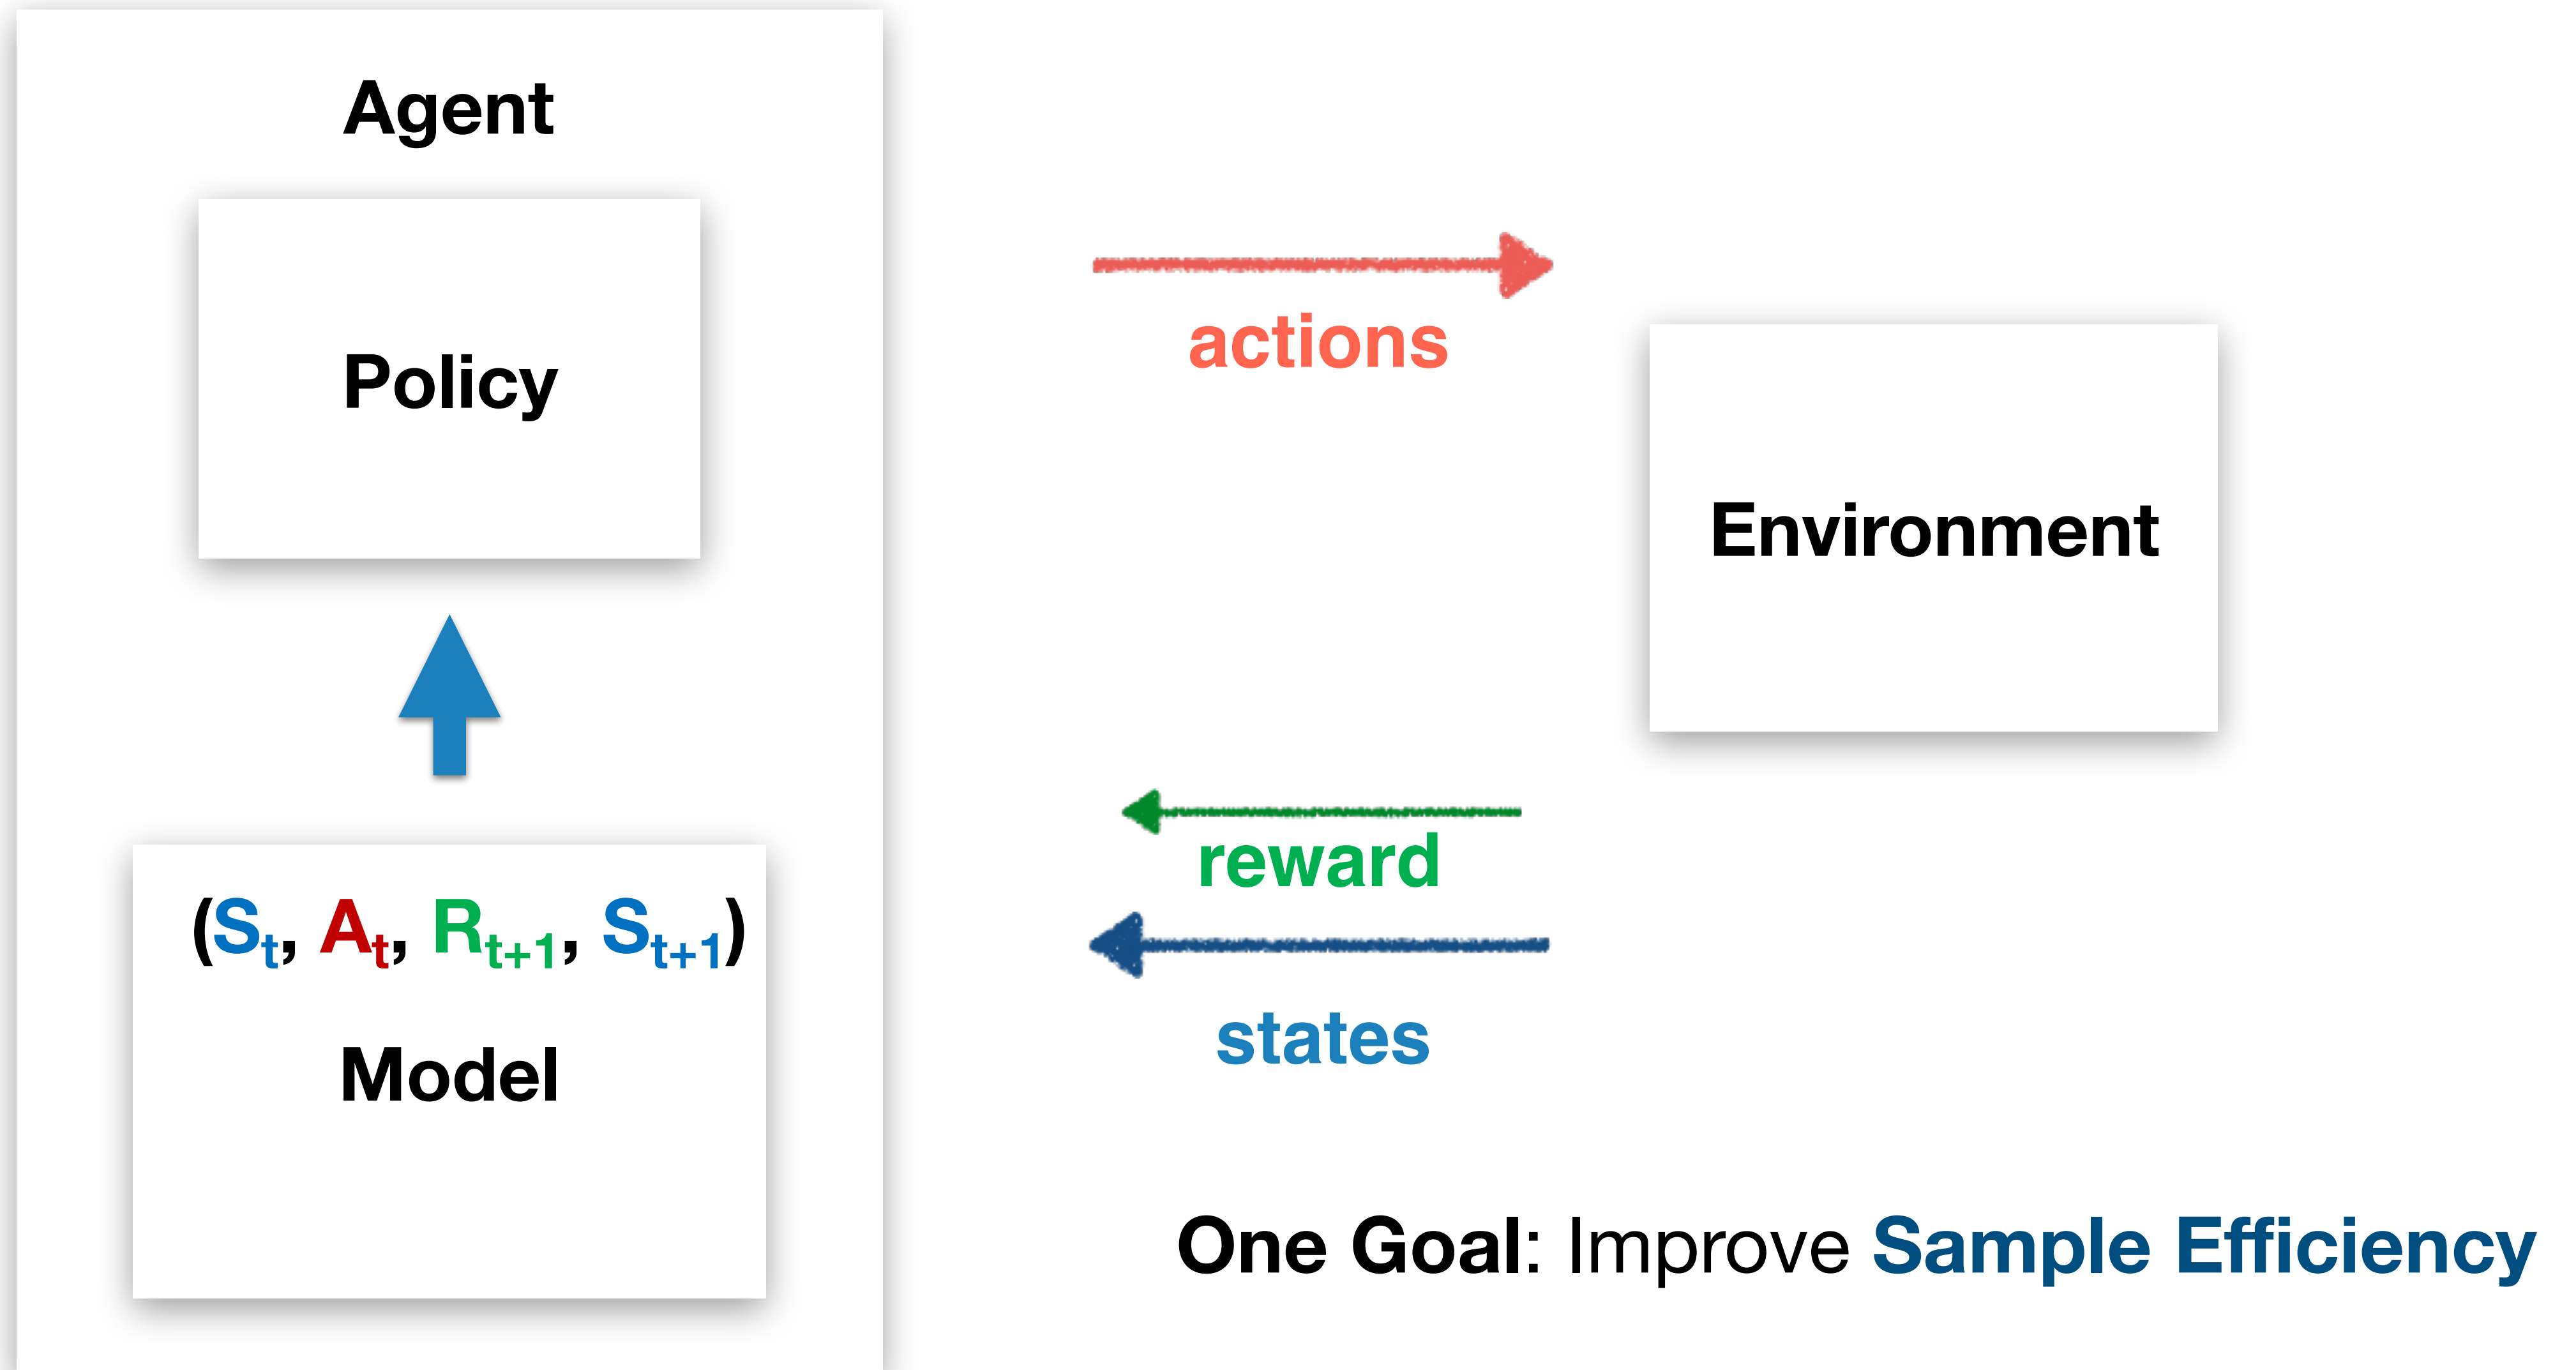 Agent
Policy
actions
Environment
reward
(St, At, Rt+1, St+1)
states
Model
One Goal: Improve Sample Efficiency